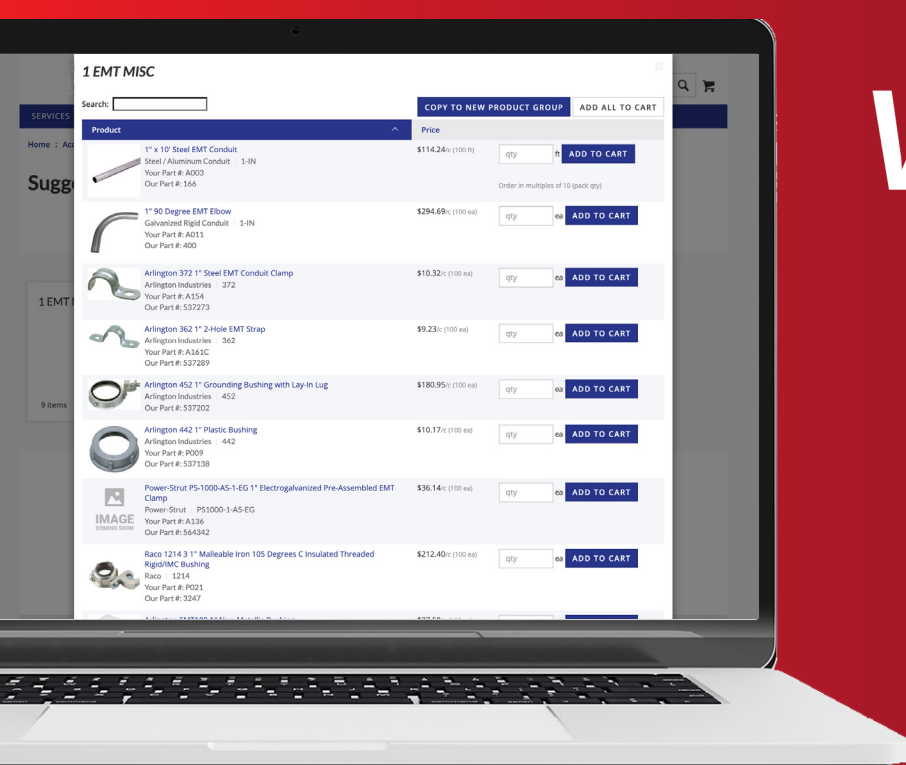 1 EMT MISC
Search:
COPY TO NEW PRODUCT GROUP ADD ALL TO CART
SERVICES
Product Price
Home : Acc
Sugge
1" x 10' Steel EMT Conduit
Steel / Aluminum Conduit | 1-IN
Your Part #: A003
Our Part #: 166
$114.24/c (100 ft)
qty ft ADD TO CART
Order in multiples of 10 (pack qty)
1" 90 Degree EMT Elbow
Galvanized Rigid Conduit | 1-IN
Your Part #: A011
Our Part #: 400
$294.69/c (100 ea)
qty ea ADD TO CART
Arlington 372 1" Steel EMT Conduit Clamp
Arlington Industries | 372
Your Part #: A154
Our Part #: 537273
$10.32/c (100 ea)
qty ea ADD TO CART
1 EMT
Arlington 362 1" 2-Hole EMT Strap
Arlington Industries | 362
Your Part #: A161C
Our Part #: 537289
$9.23/c (100 ea)
qty ea ADD TO CART
Arlington 452 1" Grounding Bushing with Lay-In Lug
Arlington Industries | 452
Our Part #: 537202
$180.95/c (100 ea)
qty ea ADD TO CART
9 Items
Arlington 442 1" Plastic Bushing
Arlington Industries | 442
Your Part #: P009
Our Part #: 537138
$10.17/c (100 ea)
qty ea ADD TO CART
IMAGE
COMING SOON
Power-Strut PS-1000-AS-1-EG 1" Electrogalvanized Pre-Assembled EMT
Clamp
Power-Strut | PS1000-1-AS-EG
Your Part #: A136
Our Part #: 564342
$36.14/c (100 ea)
qty ea ADD TO CART
Raco 1214 3 1" Malleable Iron 105 Degrees C Insulated Threaded
Rigid/IMC Bushing
Raco | 1214
Your Part #: P021
Our Part #: 3247
$212.40/c (100 ea)
qty ea ADD TO CART
command option command